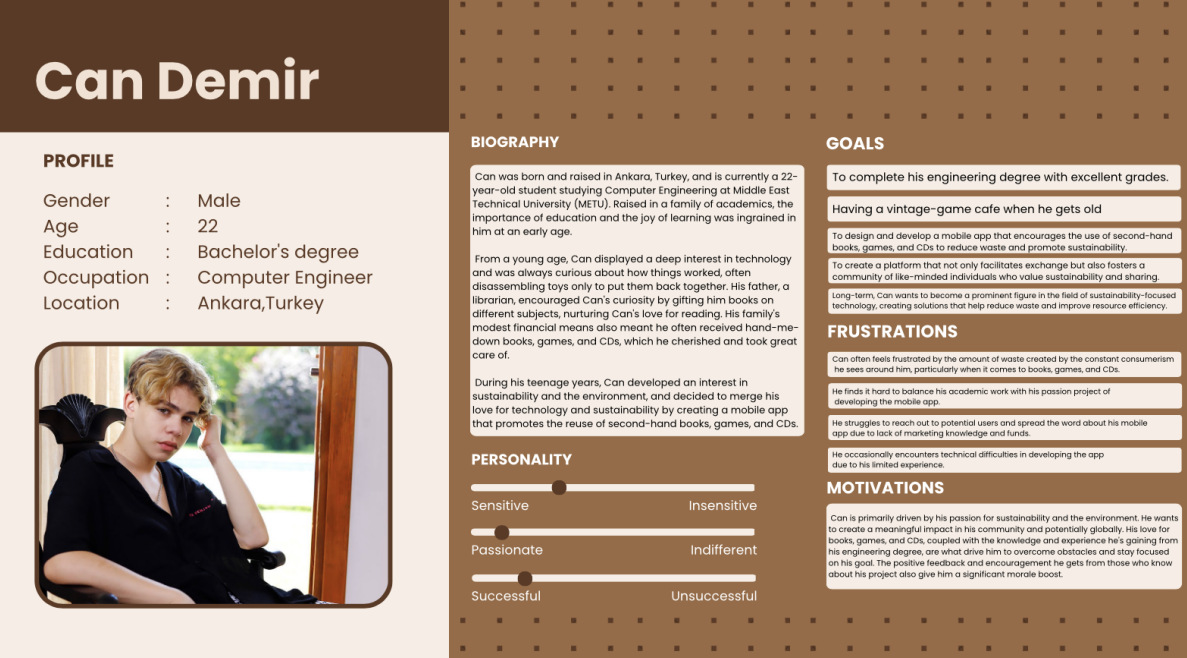 Can Demir
PROFILE
Gender : Male
Age : 22
Education : Bachelor's degree
Occupation : Computer Engineer
Location : Ankara,Turkey
BIOGRAPHY
Can was born and raised in Ankara, Turkey, and is currently a 22-
year-old student studying Computer Engineering at Middle East
Technical University (METU). Raised in a family of academics, the
importance of education and the joy of learning was ingrained in
him at an early age.
From a young age, Can displayed a deep interest in technology
and was always curious about how things worked, often
disassembling toys only to put them back together. His father, a
librarian, encouraged Can's curiosity by gifting him books on
different subjects, nurturing Can's love for reading. His family's
modest financial means also meant he often received hand-me-
down books, games, and CDs, which he cherished and took great
care of.
During his teenage years, Can developed an interest in
sustainability and the environment, and decided to merge his
love for technology and sustainability by creating a mobile app
that promotes the reuse of second-hand books, games, and CDs.
PERSONALITY
Sensitive Insensitive
Passionate Indifferent
Successful Unsuccessful
GOALS
To complete his engineering degree with excellent grades.
Having a vintage-game cafe when he gets old
To design and develop a mobile app that encourages the use of second-hand
books, games, and CDs to reduce waste and promote sustainability.
To create a platform that not only facilitates exchange but also fosters a
community of like-minded individuals who value sustainability and sharing.
Long-term, Can wants to become a prominent figure in the field of sustainability-focused
technology, creating solutions that help reduce waste and improve resource efficiency.
FRUSTRATIONS
Can often feels frustrated by the amount of waste created by the constant consumerism
he sees around him, particularly when it comes to books, games, and CDs.
He finds it hard to balance his academic work with his passion project of
developing the mobile app.
He struggles to reach out to potential users and spread the word about his mobile
app due to lack of marketing knowledge and funds.
He occasionally encounters technical difficulties in developing the app
due to his limited experience.
MOTIVATIONS
Can is primarily driven by his passion for sustainability and the environment. He wants
to create a meaningful impact in his community and potentially globally. His love for
books, games, and CDs, coupled with the knowledge and experience he's gaining from
his engineering degree, are what drive him to overcome obstacles and stay focused
on his goal. The positive feedback and encouragement he gets from those who know
about his project also give him a significant morale boost.